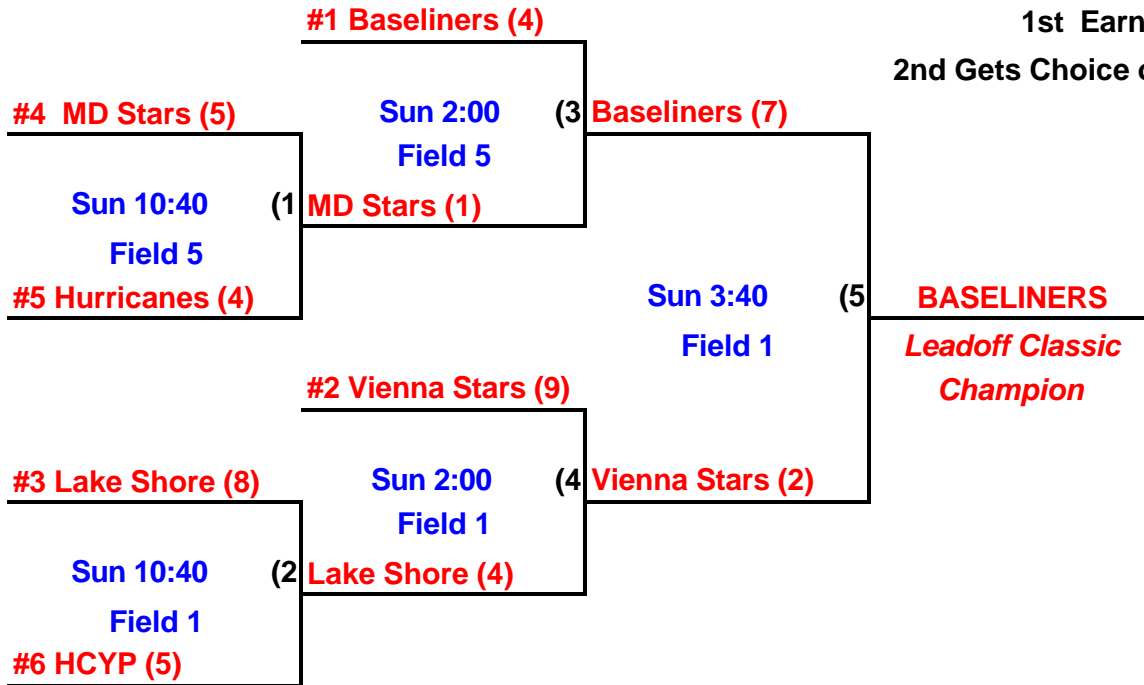 #1 Baseliners (4)
1st Earn
2nd Gets Choice
#4 MD Stars (5)
Sun 2:00
(3
Baseliners (7)
Field 5
Sun 10:40
(1
MD Stars (1)
Field 5
#5 Hurricanes (4)
Sun 3:40
(5
BASELINERS
Field 1
Leadoff Classic
Champion
#2 Vienna Stars (9)
#3 Lake Shore (8)
Sun 2:00
(4
Vienna Stars (2)
Field 1
Sun 10:40
(2
Lake Shore (4)
Field 1
#6 HCYP (5)